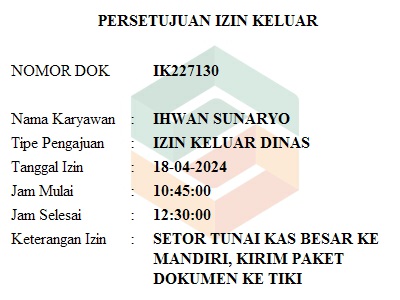 PERSETUJUAN IZIN KELUAR
NOMOR DOK IK227130
Nama Karyawan : IHWAN SUNARYO
Tipe Pengajuan : IZIN KELUAR DINAS
Tanggal Izin : 18-04-2024
Jam Mulai : 10:45:00
Jam Selesai : 12:30:00
Keterangan Izin : SETOR TUNAI KAS BESAR KE
MANDIRI, KIRIM PAKET
DOKUMEN KE TIKI